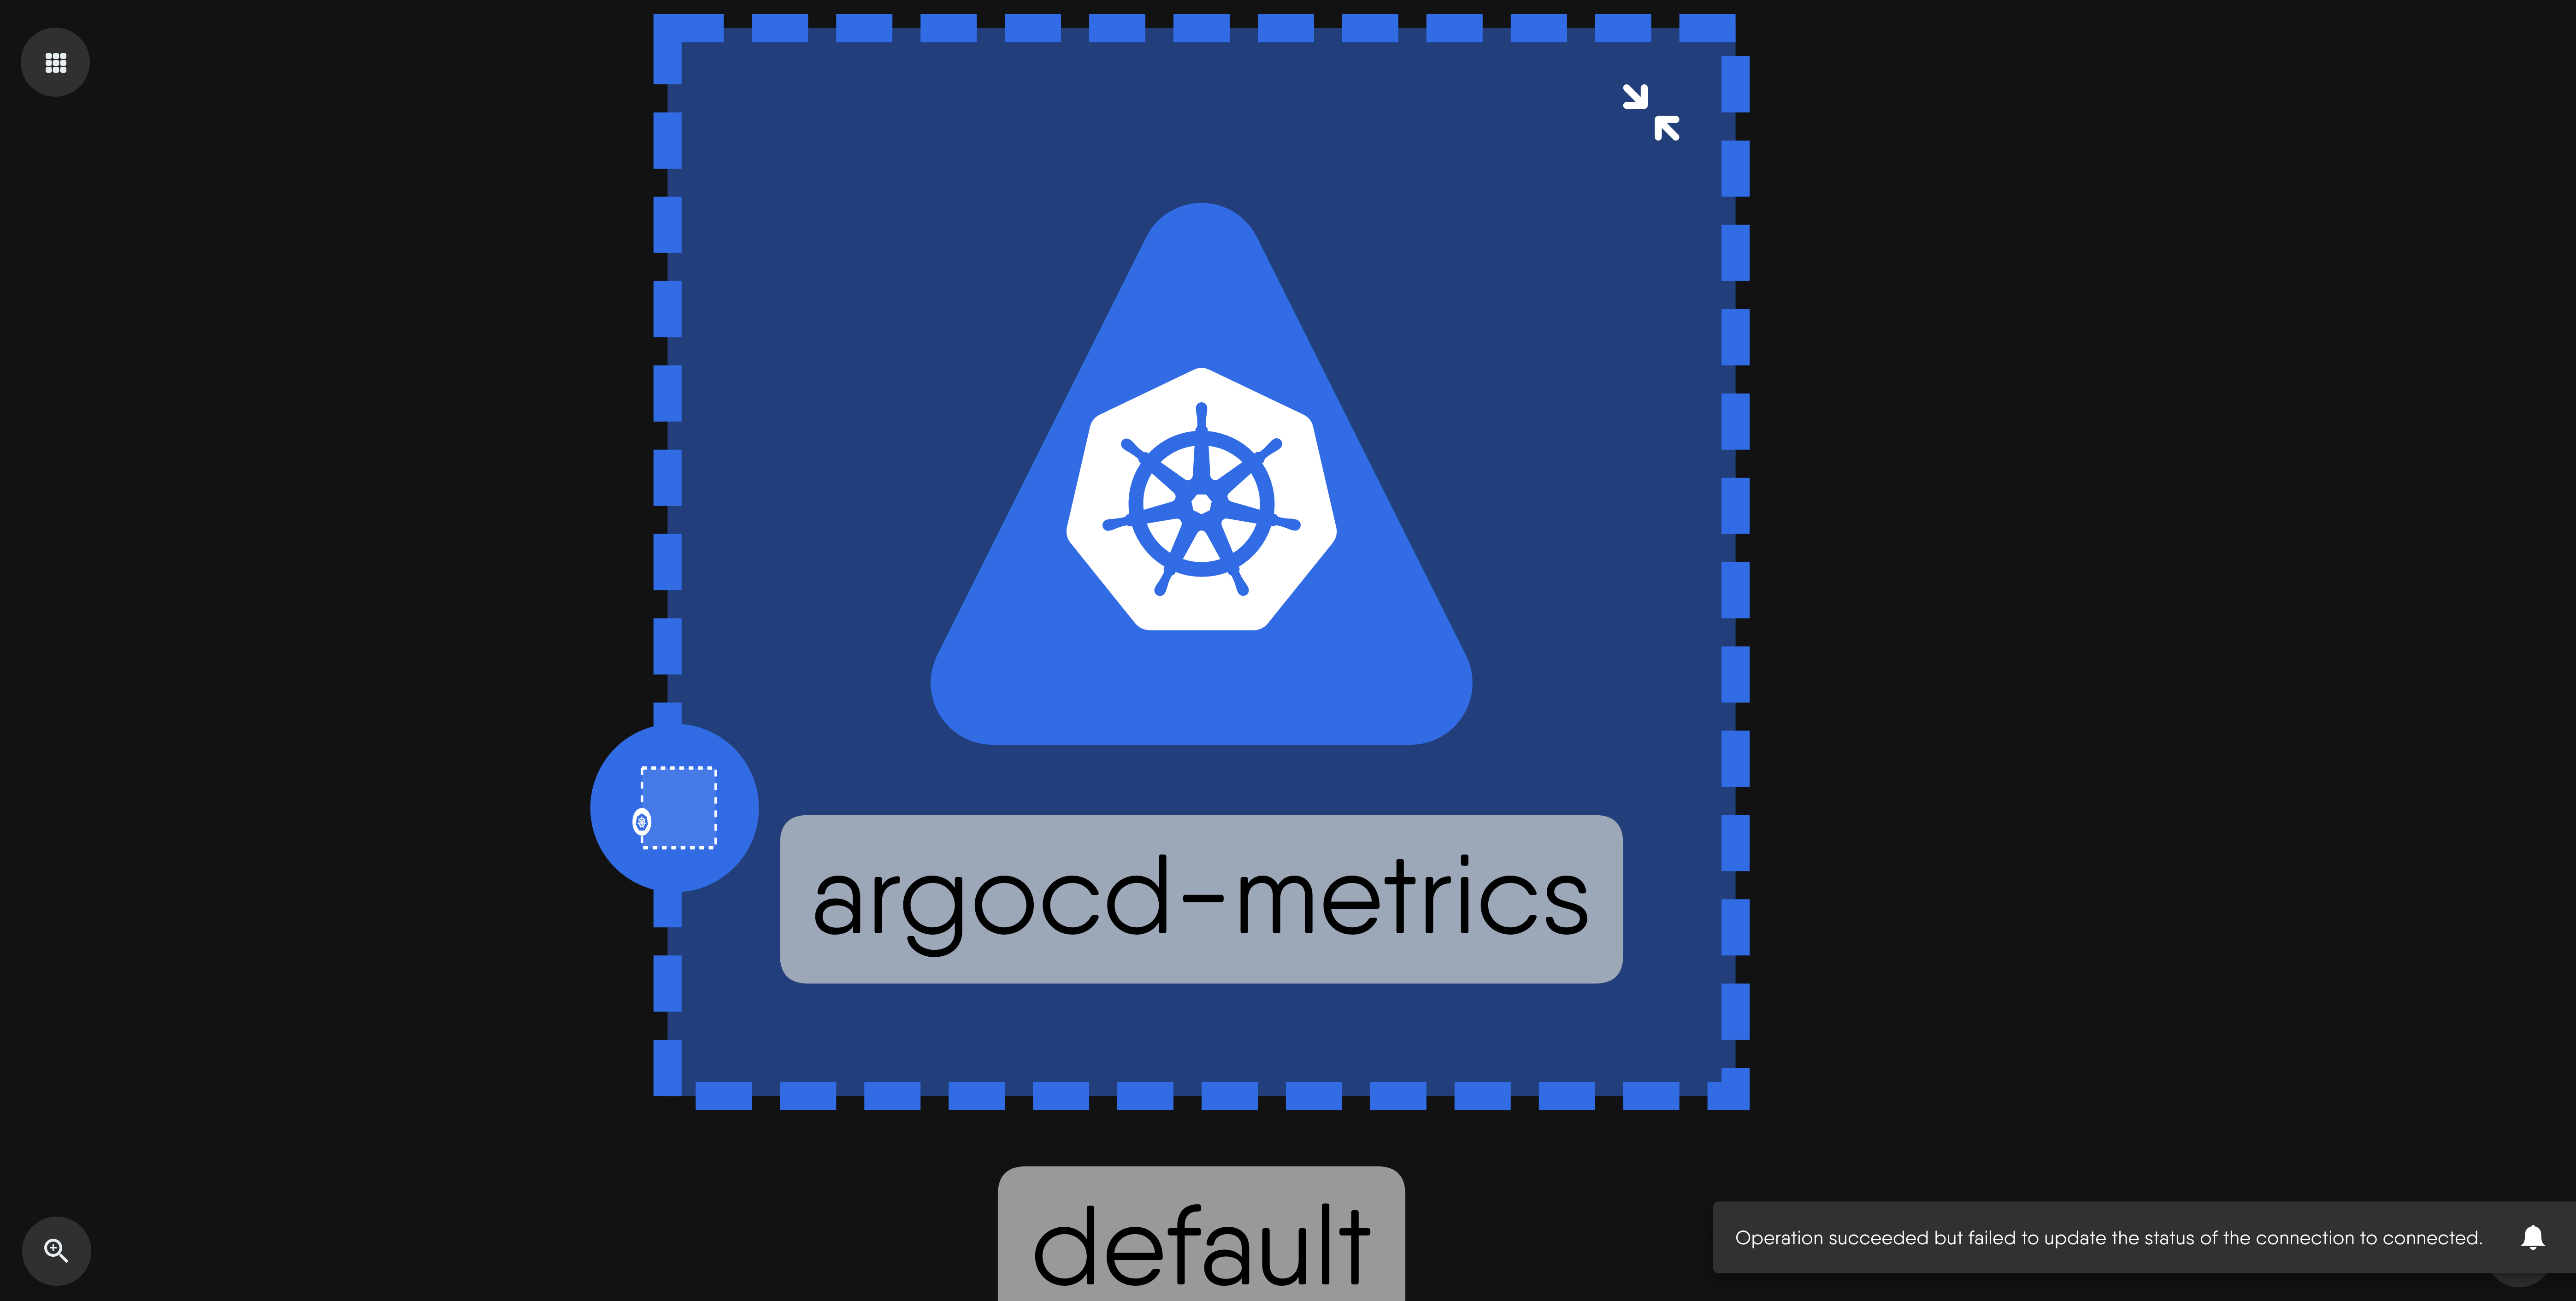 argocd-metrics
default
Operation succeeded but failed to update the status of the connection to connected.